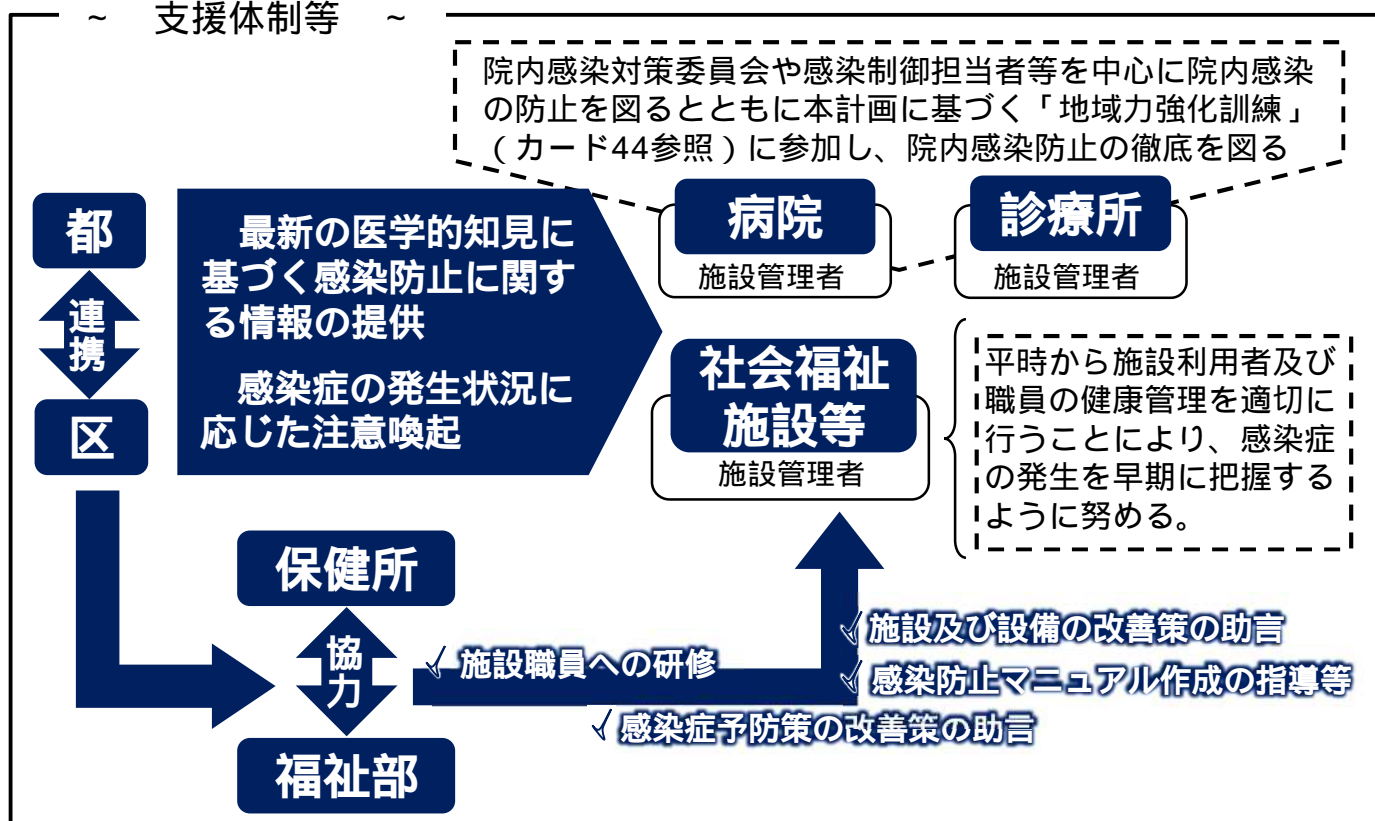 ~ 支援体制等 ~
院内感染対策委員会や感染制御担当者等を中心に院内感染
の防止を図るとともに本計画に基づく「地域力強化訓練」
(カード44参照)に参加し、院内感染防止の徹底を図る
都
連携
区
最新の医学的知見に
基づく感染防止に関す
る情報の提供
感染症の発生状況に
応じた注意喚起
病院
施設管理者
診療所
施設管理者
社会福祉
施設等
施設管理者
平時から施設利用者及び
職員の健康管理を適切に
行うことにより、感染症
の発生を早期に把握する
ように努める。
保健所
協力
福祉部
✓ 施設職員への研修
✓ 感染症予防策の改善策の助言
✓ 施設及び設備の改善策の助言
✓ 感染防止マニュアル作成の指導等